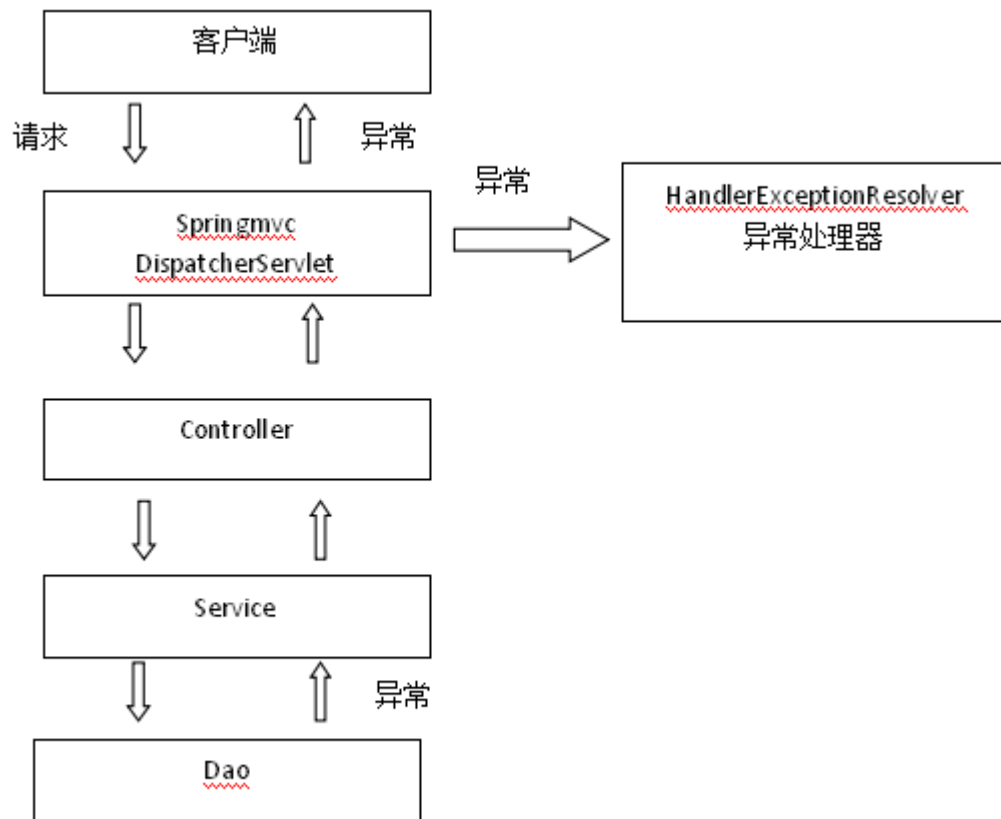 客户端
请求
异常
异常
Springmvc
DispatcherServlet
HandlerExceptionResolver
异常处理器
Controller
Service
异常
Dao